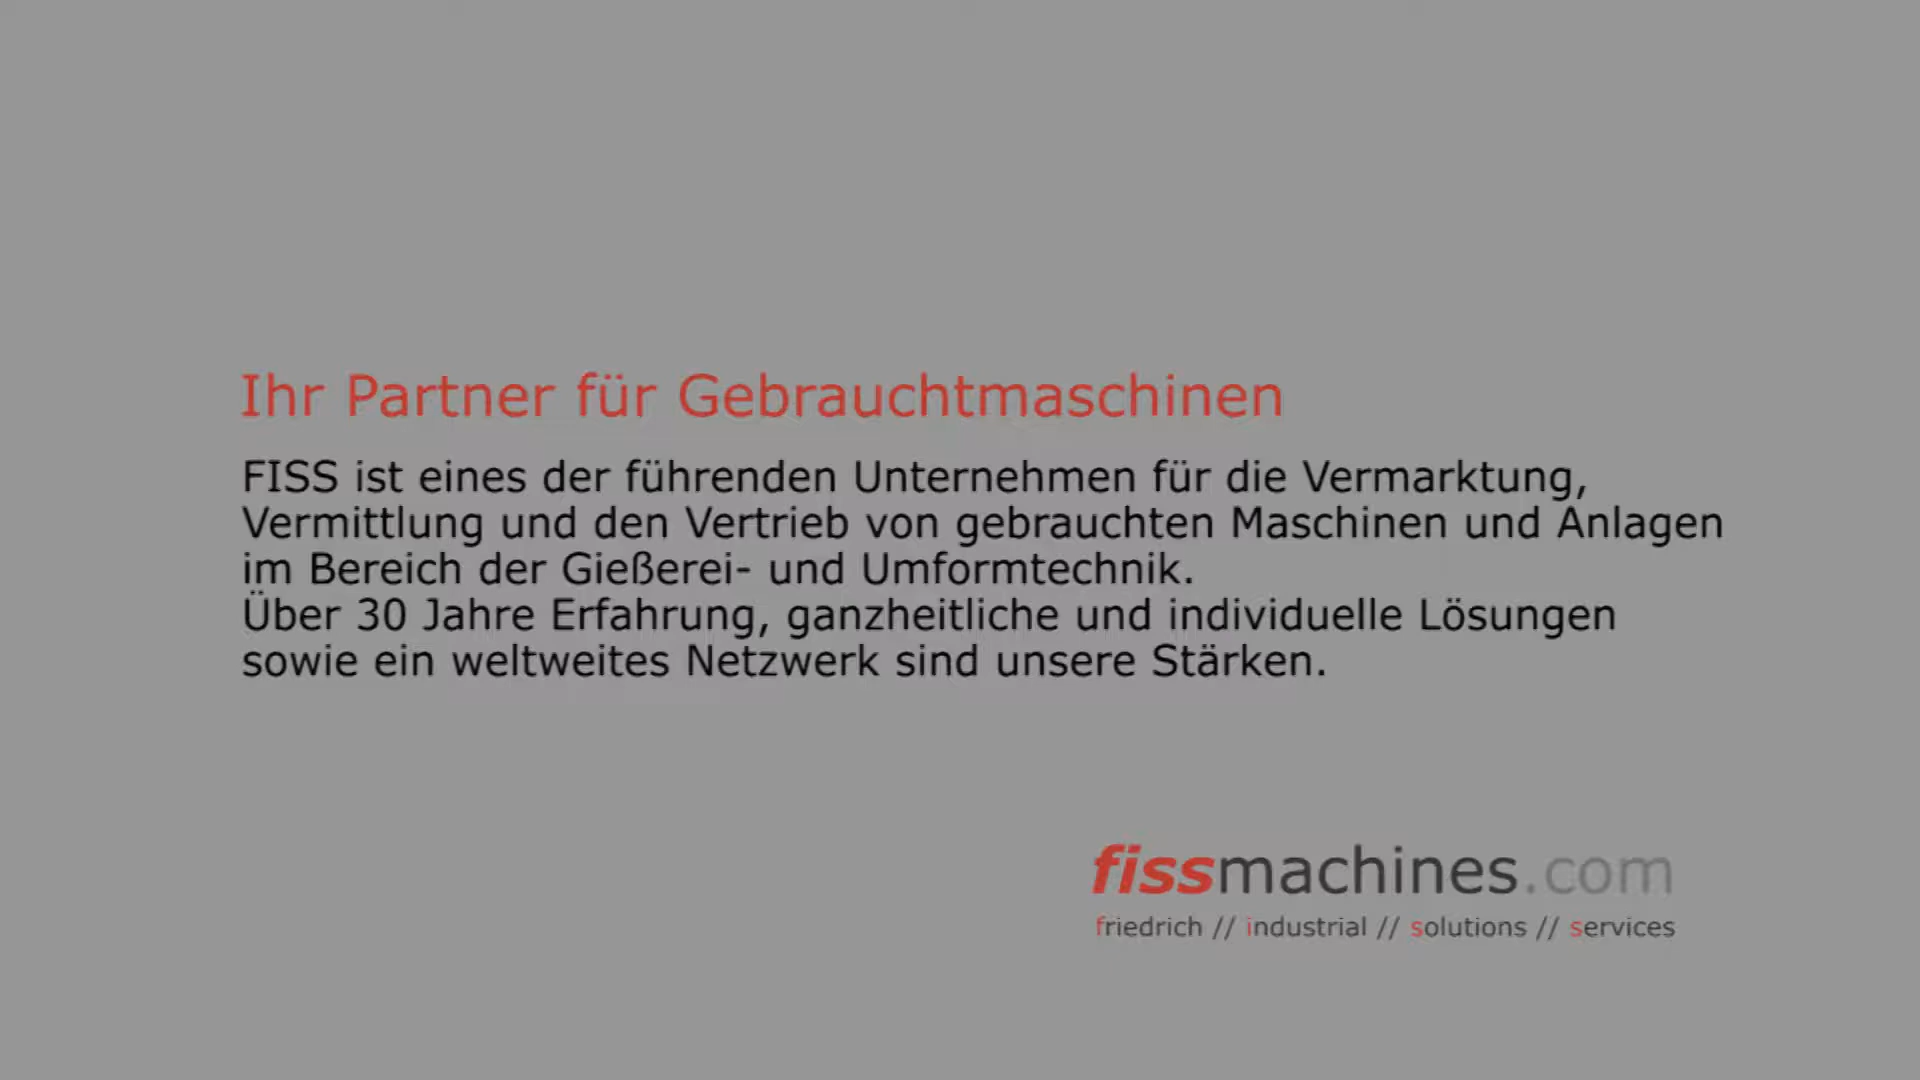 Ihr Partner für Gebrauchtmaschinen
FISS ist eines der führenden Unternehmen für die Vermarktung,
Vermittlung und den Vertrieb von gebrauchten Maschinen und Anlagen
im Bereich der Gießerei- und Umformtechnik.
Über 30 Jahre Erfahrung, ganzheitliche und individuelle Lösungen
sowie ein weltweites Netzwerk sind unsere Stärken.
fissmachines.com
friedrich // industrial // solutions // services